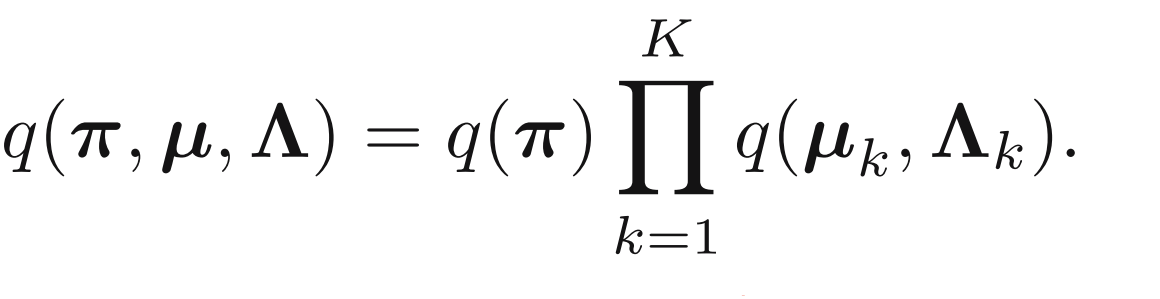 q(π, μ, Λ) = q(π) ∏_{k=1}^{K} q(μ_k, Λ_k).